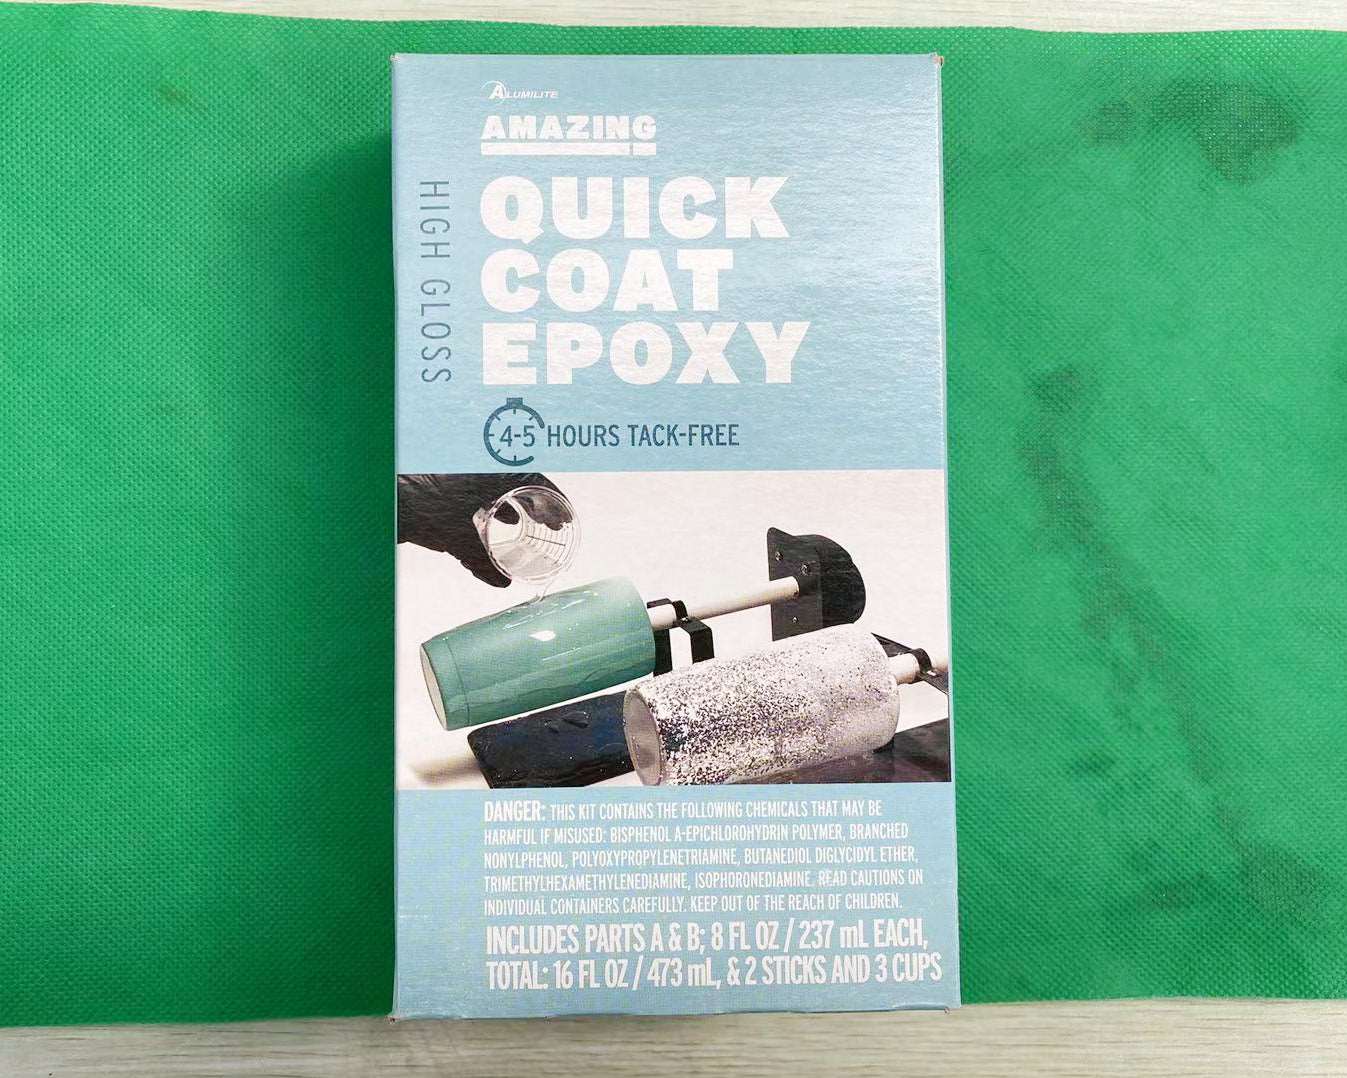 ALUMILITE
AMAZING
QUICK
COAT
EPOXY
HIGH GLOSS
4-5 HOURS TACK-FREE
DANGER: THIS KIT CONTAINS THE FOLLOWING CHEMICALS THAT MAY BE
HARMFUL IF MISUSED: BISPHENOL A-EPICHLOROHYDRIN POLYMER, BRANCHED
NONYLPHENOL, POLYOXYPROPYLENETRIAMINE, BUTANEDIOL DIGLYCIDYL ETHER,
TRIMETHYLHEXAMETHYLENEDIAMINE, ISOPHORONEDIAMINE. READ CAUTIONS ON
INDIVIDUAL CONTAINERS CAREFULLY. KEEP OUT OF THE REACH OF CHILDREN.
INCLUDES PARTS A & B; 8 FL OZ / 237 mL EACH,
TOTAL: 16 FL OZ / 473 mL, & 2 STICKS AND 3 CUPS